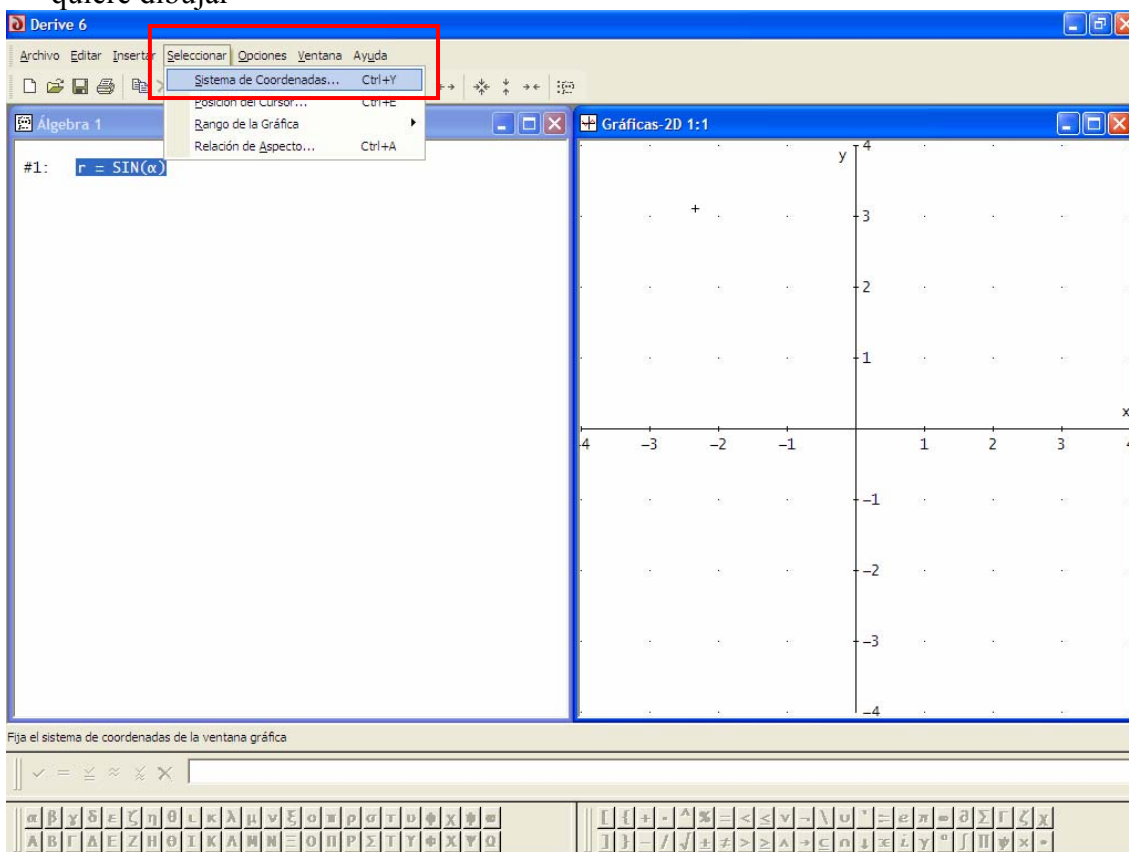 quiere dibujar
Derive 6
Archivo Editar Insertar Seleccionar Opciones Ventana Ayuda
Sistema de Coordenadas... Ctrl+Y
Posición del Cursor... Ctrl+E
Rango de la Gráfica
Relación de Aspecto... Ctrl+A
Álgebra 1
#1: r = SIN(α)
Gráficas-2D 1:1
y 4
3
2
1
x
-4 -3 -2 -1 1 2 3 4
-1
-2
-3
-4
Fija el sistema de coordenadas de la ventana gráfica
α β γ δ ε ζ η θ ι κ λ μ ν ξ ο π ρ σ τ υ φ χ ψ ω
Α Β Γ Δ Ε Ζ Η Θ Ι Κ Λ Μ Ν Ξ Ο Π Ρ Σ Τ Υ Φ Χ Ψ Ω